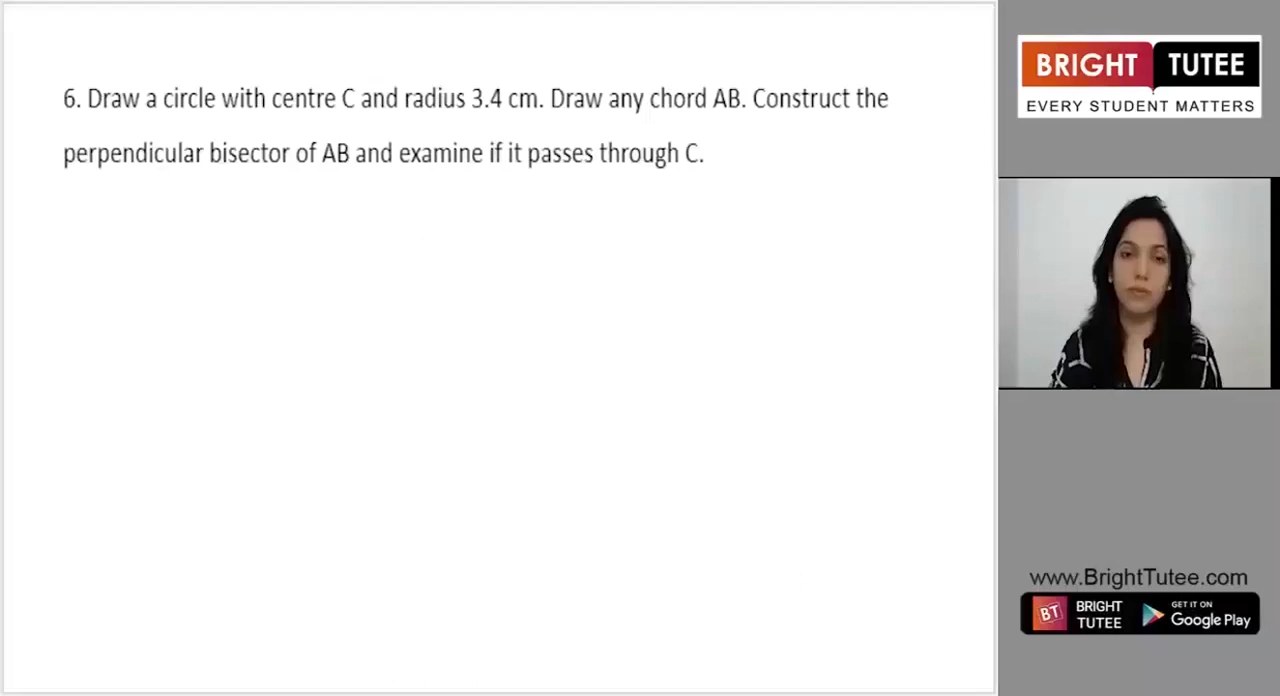 6. Draw a circle with centre C and radius 3.4 cm. Draw any chord AB. Construct the
perpendicular bisector of AB and examine if it passes through C.
BRIGHT TUTEE
EVERY STUDENT MATTERS
www.BrightTutee.com
BT BRIGHT TUTEE
GET IT ON
Google Play